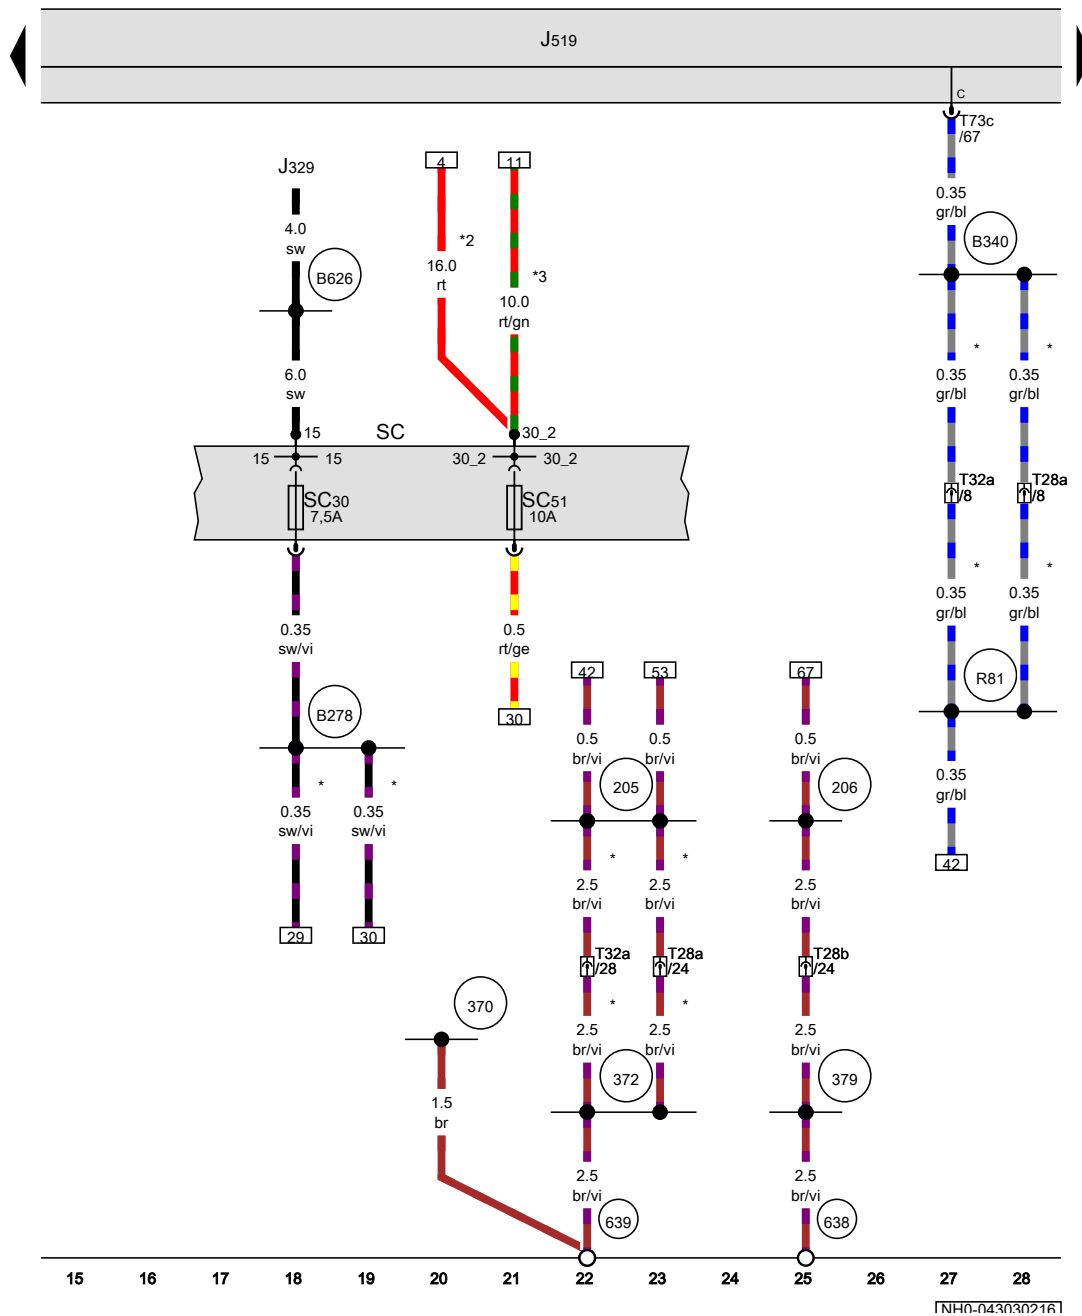 J519
C
T73c
/67
J329
4
11
0.35
gr/bl
4.0
sw
*2
B340
16.0
rt
B626
*3
10.0
rt/gn
*
*
6.0
sw
0.35
gr/bl
0.35
gr/bl
15
SC
30_2
15
15
30_2
30_2
T32a
/8
T28a
/8
SC30
7,5A
SC51
10A
*
*
0.35
gr/bl
0.35
gr/bl
0.35
sw/vi
0.5
rt/ge
42
53
67
R81
B278
30
0.5
br/vi
0.5
br/vi
0.5
br/vi
0.35
gr/bl
*
*
205
206
0.35
sw/vi
0.35
sw/vi
*
*
42
2.5
br/vi
2.5
br/vi
2.5
br/vi
29
30
T32a
/28
T28a
/24
T28b
/24
370
*
*
2.5
br/vi
2.5
br/vi
2.5
br/vi
372
379
1.5
br
2.5
br/vi
2.5
br/vi
639
638
15 16 17 18 19 20 21 22 23 24 25 26 27 28
NH0-043030216